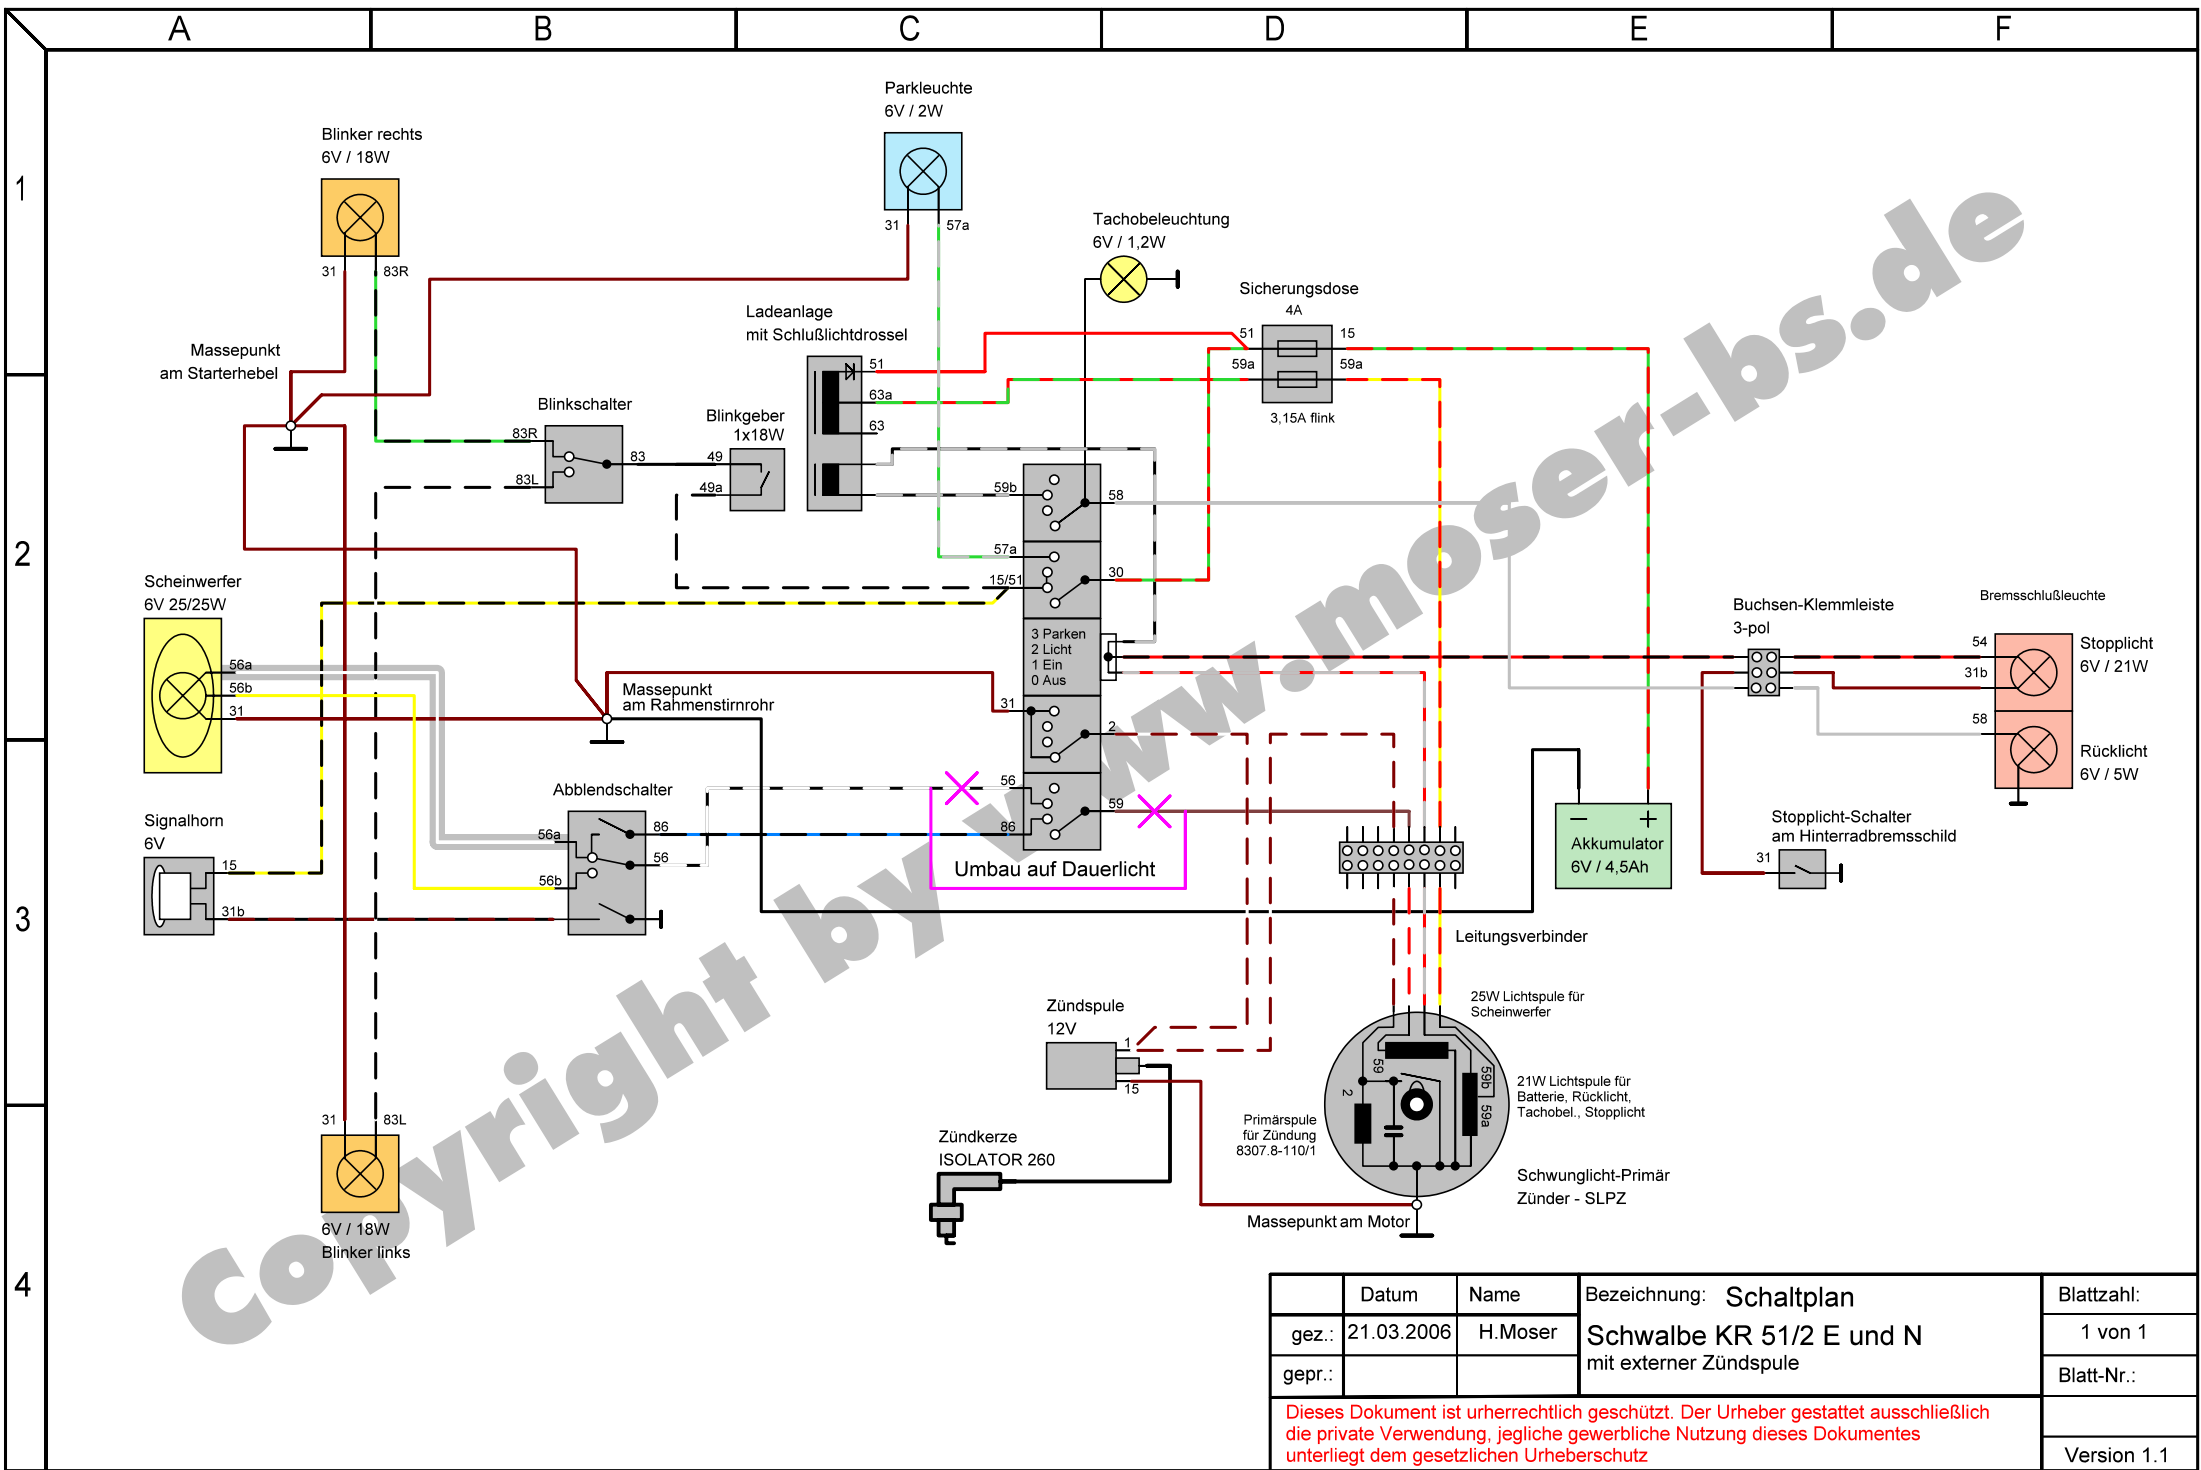 A B C D E F
1
2
3
4
Parkleuchte
6V / 2W
31 57a
Blinker rechts
6V / 18W
31 83R
Tachobeleuchtung
6V / 1,2W
Sicherungsdose
4A
51 15
59a 59a
3,15A flink
Ladeanlage
mit Schlußlichtdrossel
51
63a
63
Massepunkt
am Starterhebel
Blinkschalter
83R
83L
83
Blinkgeber
1x18W
49
49a
59b
58
57a
15/51
30
3 Parken
2 Licht
1 Ein
0 Aus
31
2
56
59
86
Scheinwerfer
6V 25/25W
56a
56b
31
Massepunkt
am Rahmenstirnrohr
Buchsen-Klemmleiste
3-pol
Bremsschlußleuchte
54
31b
58
Stopplicht
6V / 21W
Rücklicht
6V / 5W
Abblendschalter
56a
56b
86
56
Signalhorn
6V
15
31b
Umbau auf Dauerlicht
Akkumulator
6V / 4,5Ah
Stopplicht-Schalter
am Hinterradbremsschild
31
Leitungsverbinder
25W Lichtspule für
Scheinwerfer
Zündspule
12V
1
15
59
2
59b
59a
21W Lichtspule für
Batterie, Rücklicht,
Tachobel., Stopplicht
Primärspule
für Zündung
8307.8-110/1
Zündkerze
ISOLATOR 260
Schwunglicht-Primär
Zünder - SLPZ
Massepunkt am Motor
31 83L
6V / 18W
Blinker links
Copyright by www.moser-bs.de
Datum Name
gez.: 21.03.2006 H.Moser
gepr.:
Bezeichnung: Schaltplan
Schwalbe KR 51/2 E und N
mit externer Zündspule
Blattzahl:
1 von 1
Blatt-Nr.:
Version 1.1
Dieses Dokument ist urherrechtlich geschützt. Der Urheber gestattet ausschließlich
die private Verwendung, jegliche gewerbliche Nutzung dieses Dokumentes
unterliegt dem gesetzlichen Urheberschutz